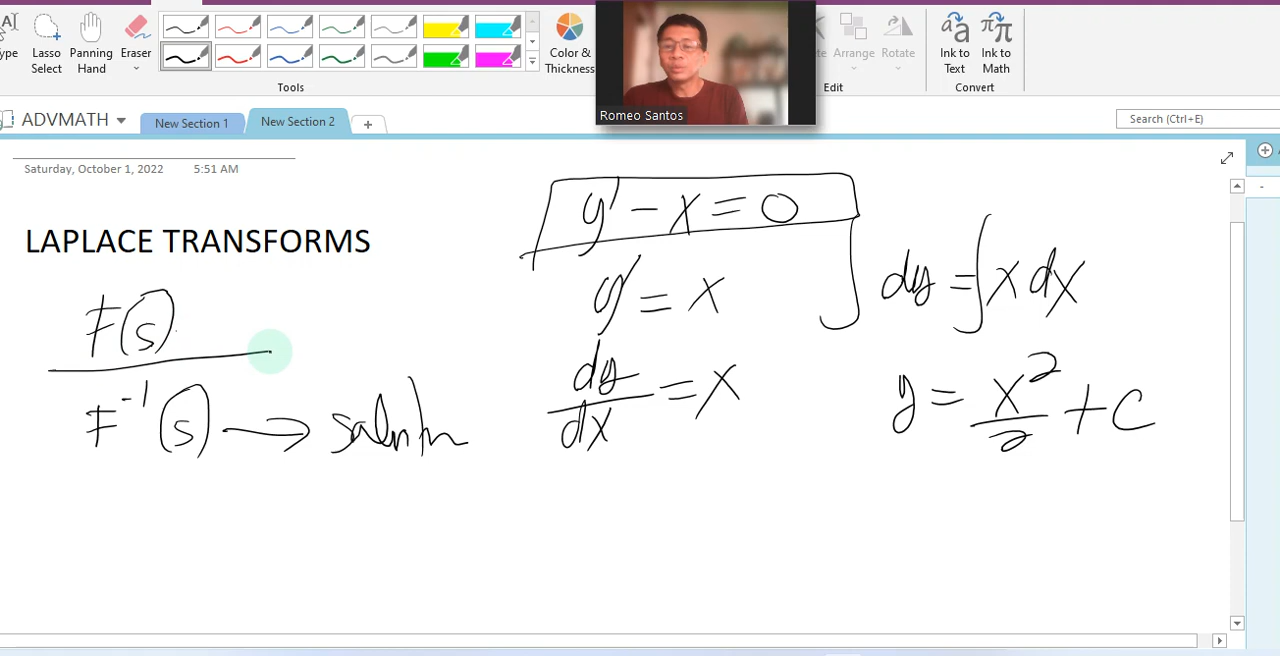 Type
Lasso Select
Panning Hand
Eraser
Tools
Color & Thickness
Arrange
Rotate
Edit
Ink to Text
Ink to Math
Convert
Romeo Santos
ADVMATH
New Section 1
New Section 2
Search (Ctrl+E)
Saturday, October 1, 2022 5:51 AM
LAPLACE TRANSFORMS
F(s)
F⁻¹(s) → solution
y' − x = 0
y' = x
dy/dx = x
∫ dy = ∫ x dx
y = x²/2 + C